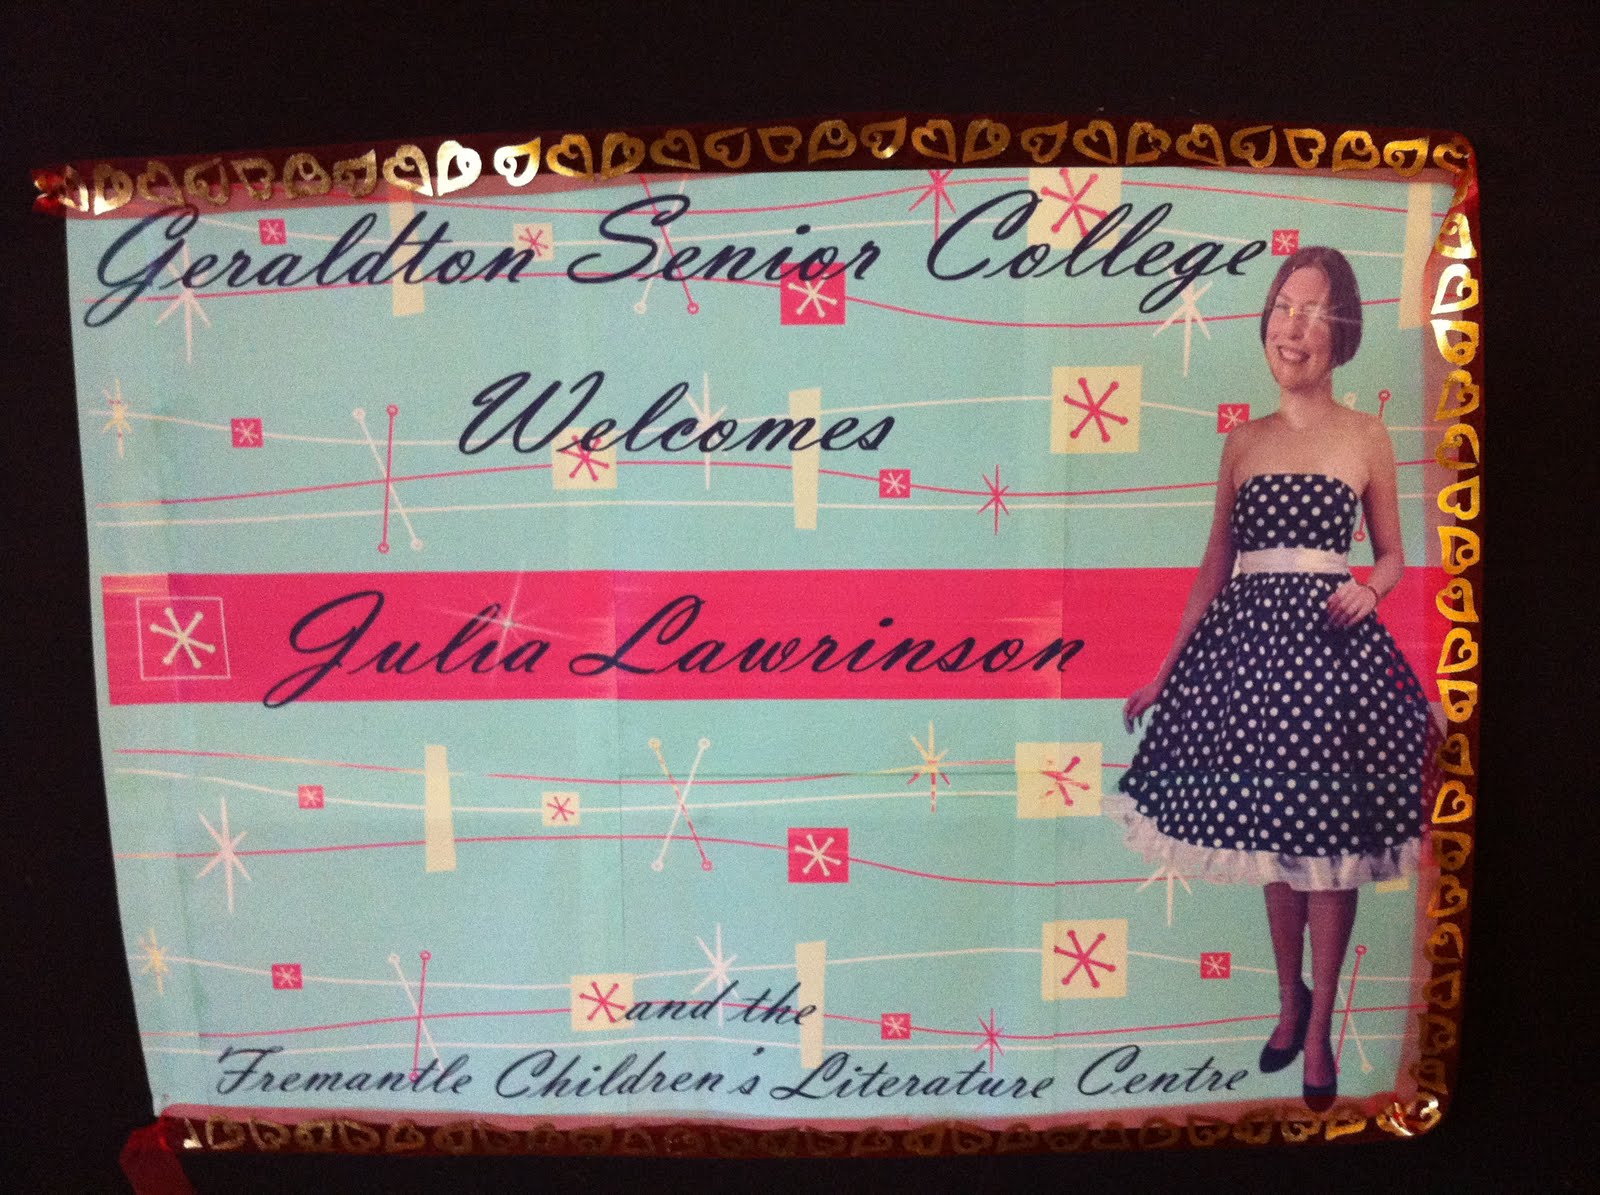 Geraldton Senior College
Welcomes
Julia Lawrinson
and the
Fremantle Children's Literature Centre